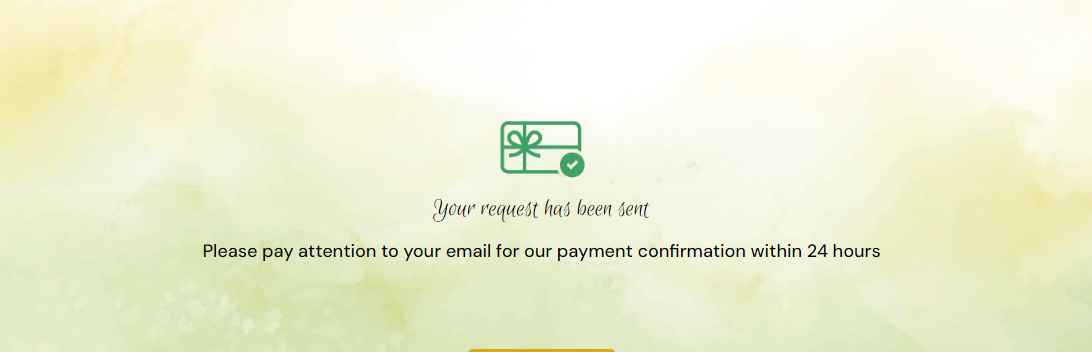 Your request has been sent
Please pay attention to your email for our payment confirmation within 24 hours